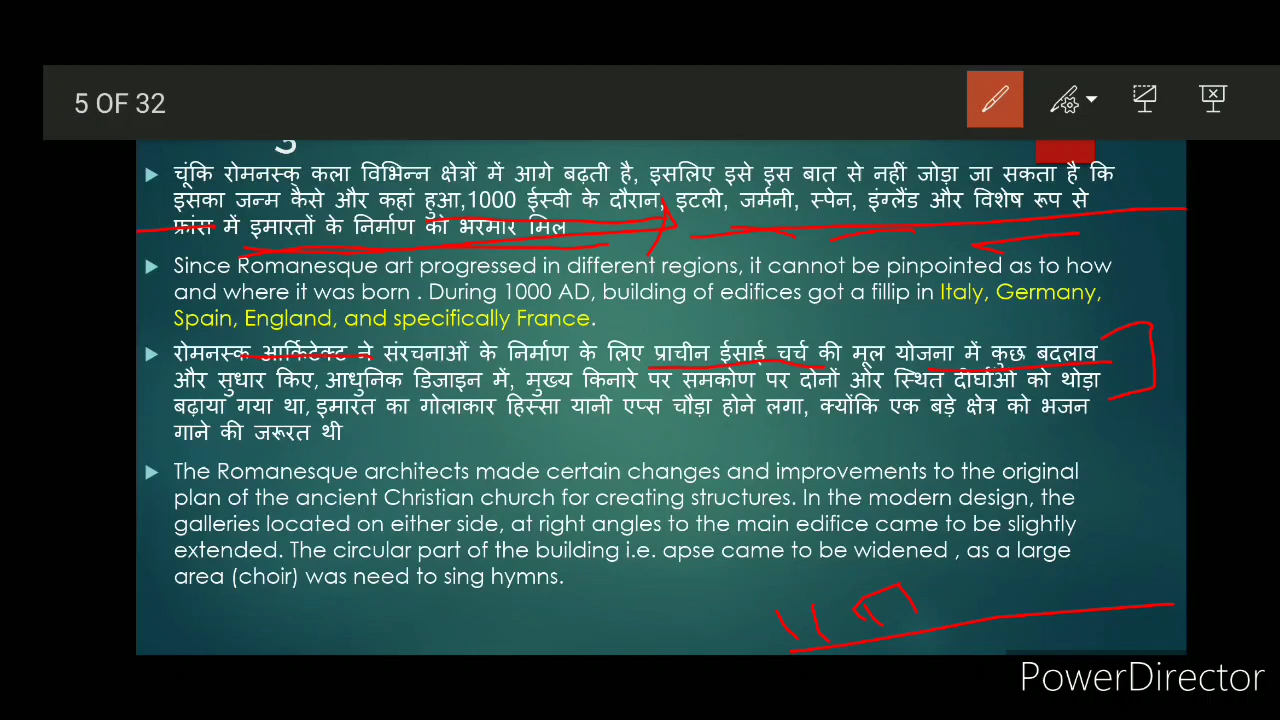 5 OF 32
चूंकि रोमनस्क कला विभिन्न क्षेत्रों में आगे बढ़ती है, इसलिए इसे इस बात से नहीं जोड़ा जा सकता है कि
इसका जन्म कैसे और कहां हुआ,1000 ईस्वी के दौरान, इटली, जर्मनी, स्पेन, इंग्लैंड और विशेष रूप से
फ्रांस में इमारतों के निर्माण को भरमार मिल
Since Romanesque art progressed in different regions, it cannot be pinpointed as to how
and where it was born . During 1000 AD, building of edifices got a fillip in Italy, Germany,
Spain, England, and specifically France.
रोमनस्क आर्किटेक्ट ने संरचनाओं के निर्माण के लिए प्राचीन ईसाई चर्च की मूल योजना में कुछ बदलाव
और सुधार किए, आधुनिक डिजाइन में, मुख्य किनारे पर समकोण पर दोनों ओर स्थित दीर्घाओं को थोड़ा
बढ़ाया गया था, इमारत का गोलाकार हिस्सा यानी एप्स चौड़ा होने लगा, क्योंकि एक बड़े क्षेत्र को भजन
गाने की जरूरत थी
The Romanesque architects made certain changes and improvements to the original
plan of the ancient Christian church for creating structures. In the modern design, the
galleries located on either side, at right angles to the main edifice came to be slightly
extended. The circular part of the building i.e. apse came to be widened , as a large
area (choir) was need to sing hymns.
PowerDirector